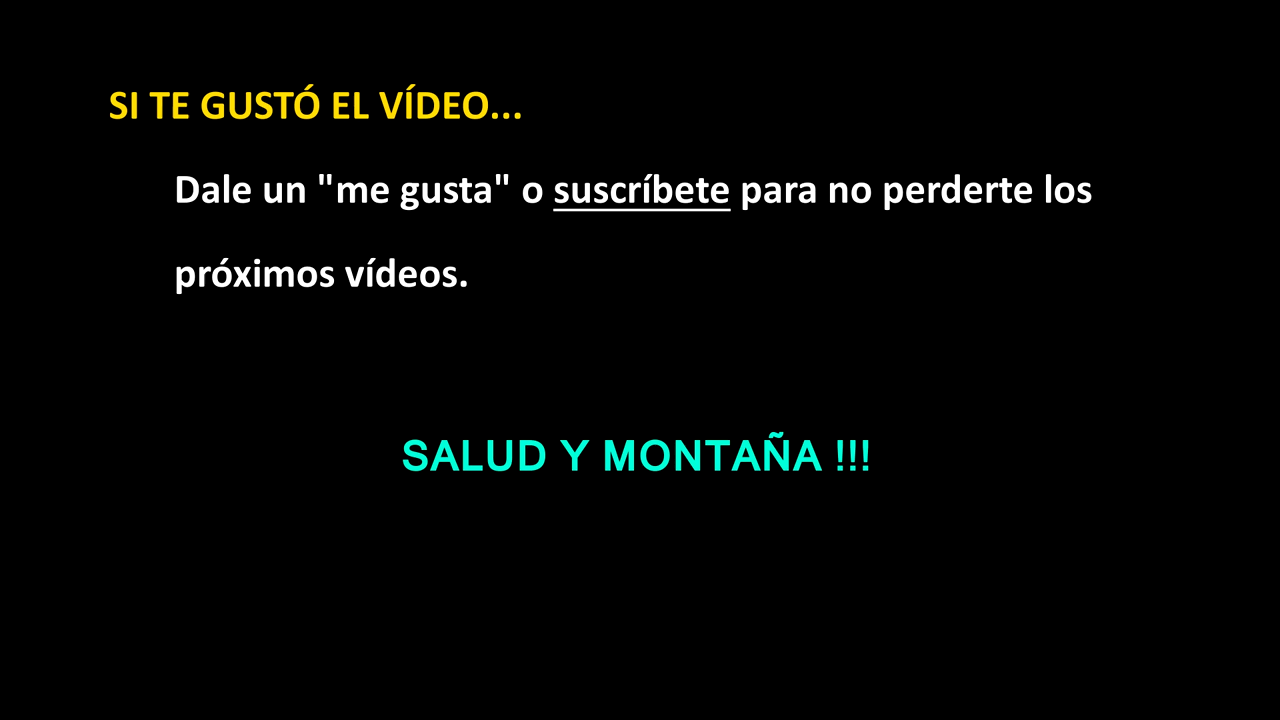 SI TE GUSTÓ EL VÍDEO...
Dale un "me gusta" o suscríbete para no perderte los
próximos vídeos.
SALUD Y MONTAÑA !!!